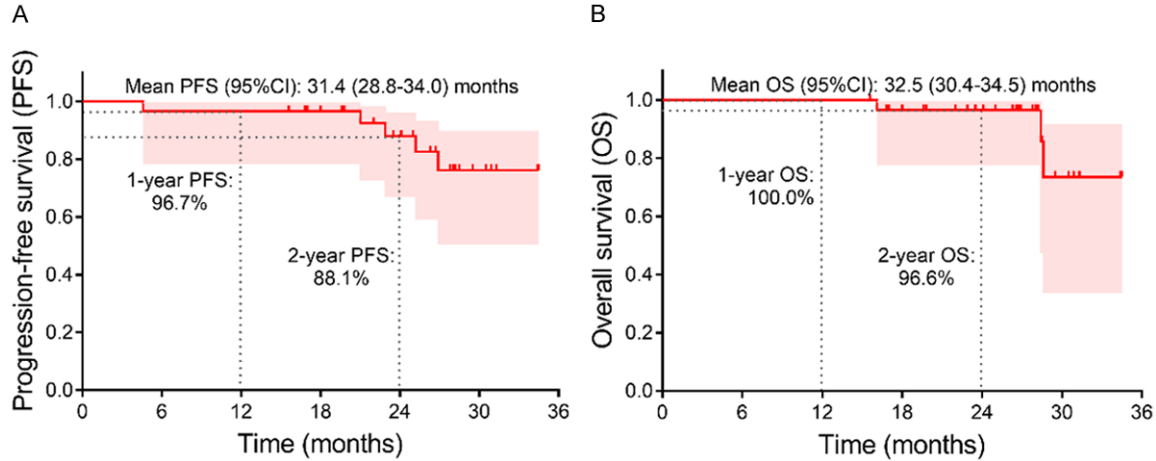 A
Progression-free survival (PFS)
Mean PFS (95%CI): 31.4 (28.8-34.0) months
1.0
0.8
0.6
0.4
0.2
0.0
1-year PFS:
96.7%
2-year PFS:
88.1%
0 6 12 18 24 30 36
Time (months)
B
Overall survival (OS)
Mean OS (95%CI): 32.5 (30.4-34.5) months
1.0
0.8
0.6
0.4
0.2
0.0
1-year OS:
100.0%
2-year OS:
96.6%
0 6 12 18 24 30 36
Time (months)